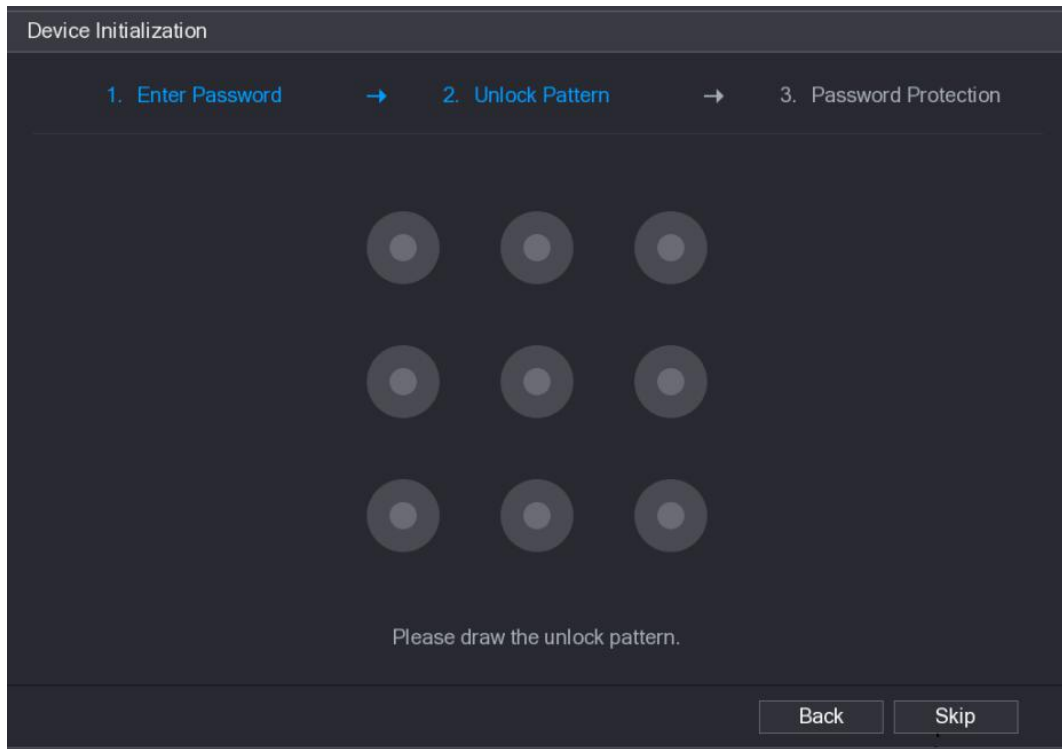 Device Initialization
1. Enter Password → 2. Unlock Pattern → 3. Password Protection
Please draw the unlock pattern.
Back Skip